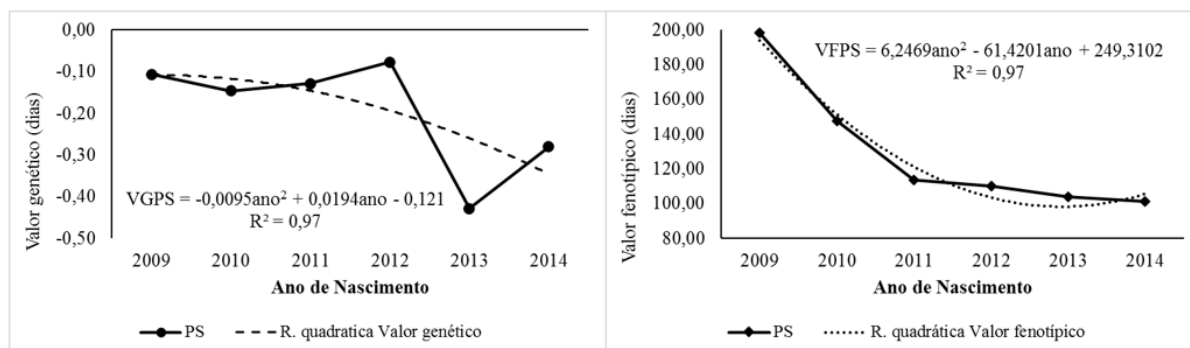 Valor genético (dias)
0,00
-0,10
-0,20
-0,30
-0,40
-0,50
VGPS = -0,0095ano² + 0,0194ano - 0,121
R² = 0,97
2009 2010 2011 2012 2013 2014
Ano de Nascimento
PS R. quadratica Valor genético
Valor fenotípico (dias)
200,00
180,00
160,00
140,00
120,00
100,00
80,00
VFPS = 6,2469ano² - 61,4201ano + 249,3102
R² = 0,97
2009 2010 2011 2012 2013 2014
Ano de Nascimento
PS R. quadrática Valor fenotípico